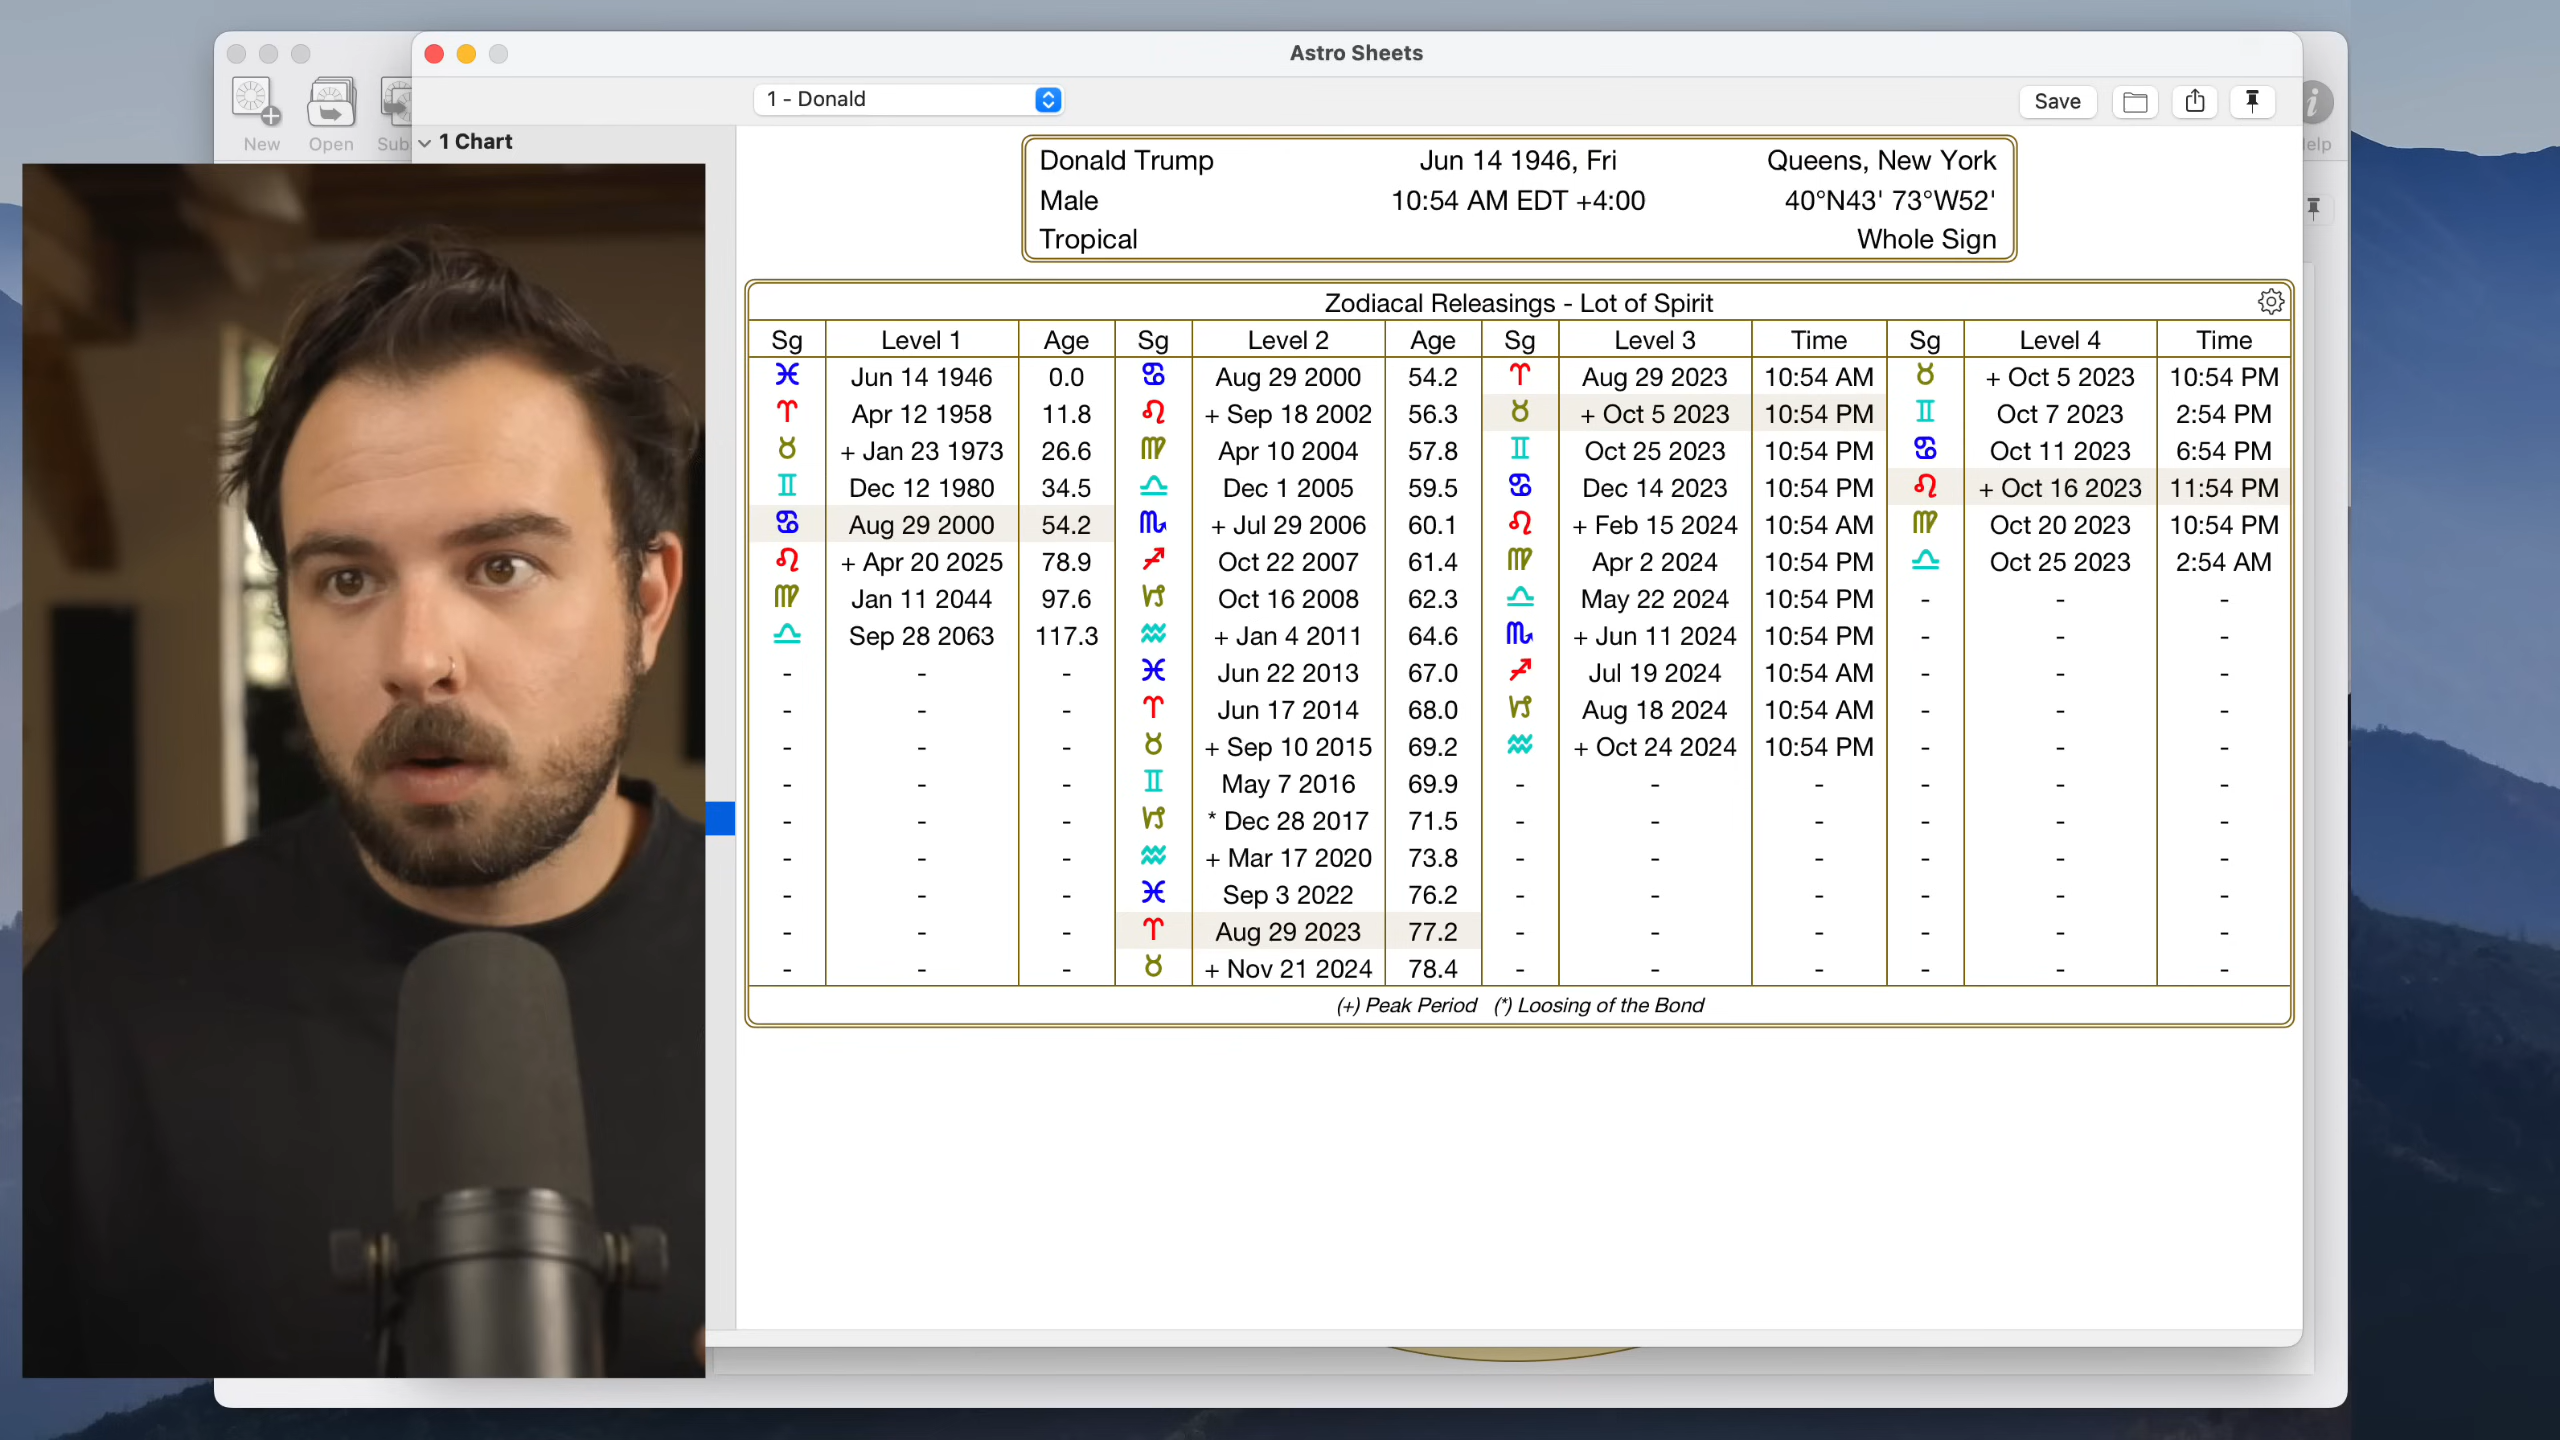 Astro Sheets
1 - Donald
Save
New
Open
Sub
1 Chart
elp
Donald Trump Jun 14 1946, Fri Queens, New York
Male 10:54 AM EDT +4:00 40°N43' 73°W52'
Tropical Whole Sign
Zodiacal Releasings - Lot of Spirit
Sg Level 1 Age Sg Level 2 Age Sg Level 3 Time Sg Level 4 Time
♓ Jun 14 1946 0.0 ♋ Aug 29 2000 54.2 ♈ Aug 29 2023 10:54 AM ♉ + Oct 5 2023 10:54 PM
♈ Apr 12 1958 11.8 ♌ + Sep 18 2002 56.3 ♉ + Oct 5 2023 10:54 PM ♊ Oct 7 2023 2:54 PM
♉ + Jan 23 1973 26.6 ♍ Apr 10 2004 57.8 ♊ Oct 25 2023 10:54 PM ♋ Oct 11 2023 6:54 PM
♊ Dec 12 1980 34.5 ♎ Dec 1 2005 59.5 ♋ Dec 14 2023 10:54 PM ♌ + Oct 16 2023 11:54 PM
♋ Aug 29 2000 54.2 ♏ + Jul 29 2006 60.1 ♌ + Feb 15 2024 10:54 AM ♍ Oct 20 2023 10:54 PM
♌ + Apr 20 2025 78.9 ♐ Oct 22 2007 61.4 ♍ Apr 2 2024 10:54 PM ♎ Oct 25 2023 2:54 AM
♍ Jan 11 2044 97.6 ♑ Oct 16 2008 62.3 ♎ May 22 2024 10:54 PM - - -
♎ Sep 28 2063 117.3 ♒ + Jan 4 2011 64.6 ♏ + Jun 11 2024 10:54 PM - - -
- - - ♓ Jun 22 2013 67.0 ♐ Jul 19 2024 10:54 AM - - -
- - - ♈ Jun 17 2014 68.0 ♑ Aug 18 2024 10:54 AM - - -
- - - ♉ + Sep 10 2015 69.2 ♒ + Oct 24 2024 10:54 PM - - -
- - - ♊ May 7 2016 69.9 - - - - - -
- - - ♑ * Dec 28 2017 71.5 - - - - - -
- - - ♒ + Mar 17 2020 73.8 - - - - - -
- - - ♓ Sep 3 2022 76.2 - - - - - -
- - - ♈ Aug 29 2023 77.2 - - - - - -
- - - ♉ + Nov 21 2024 78.4 - - - - - -
(+) Peak Period (*) Loosing of the Bond